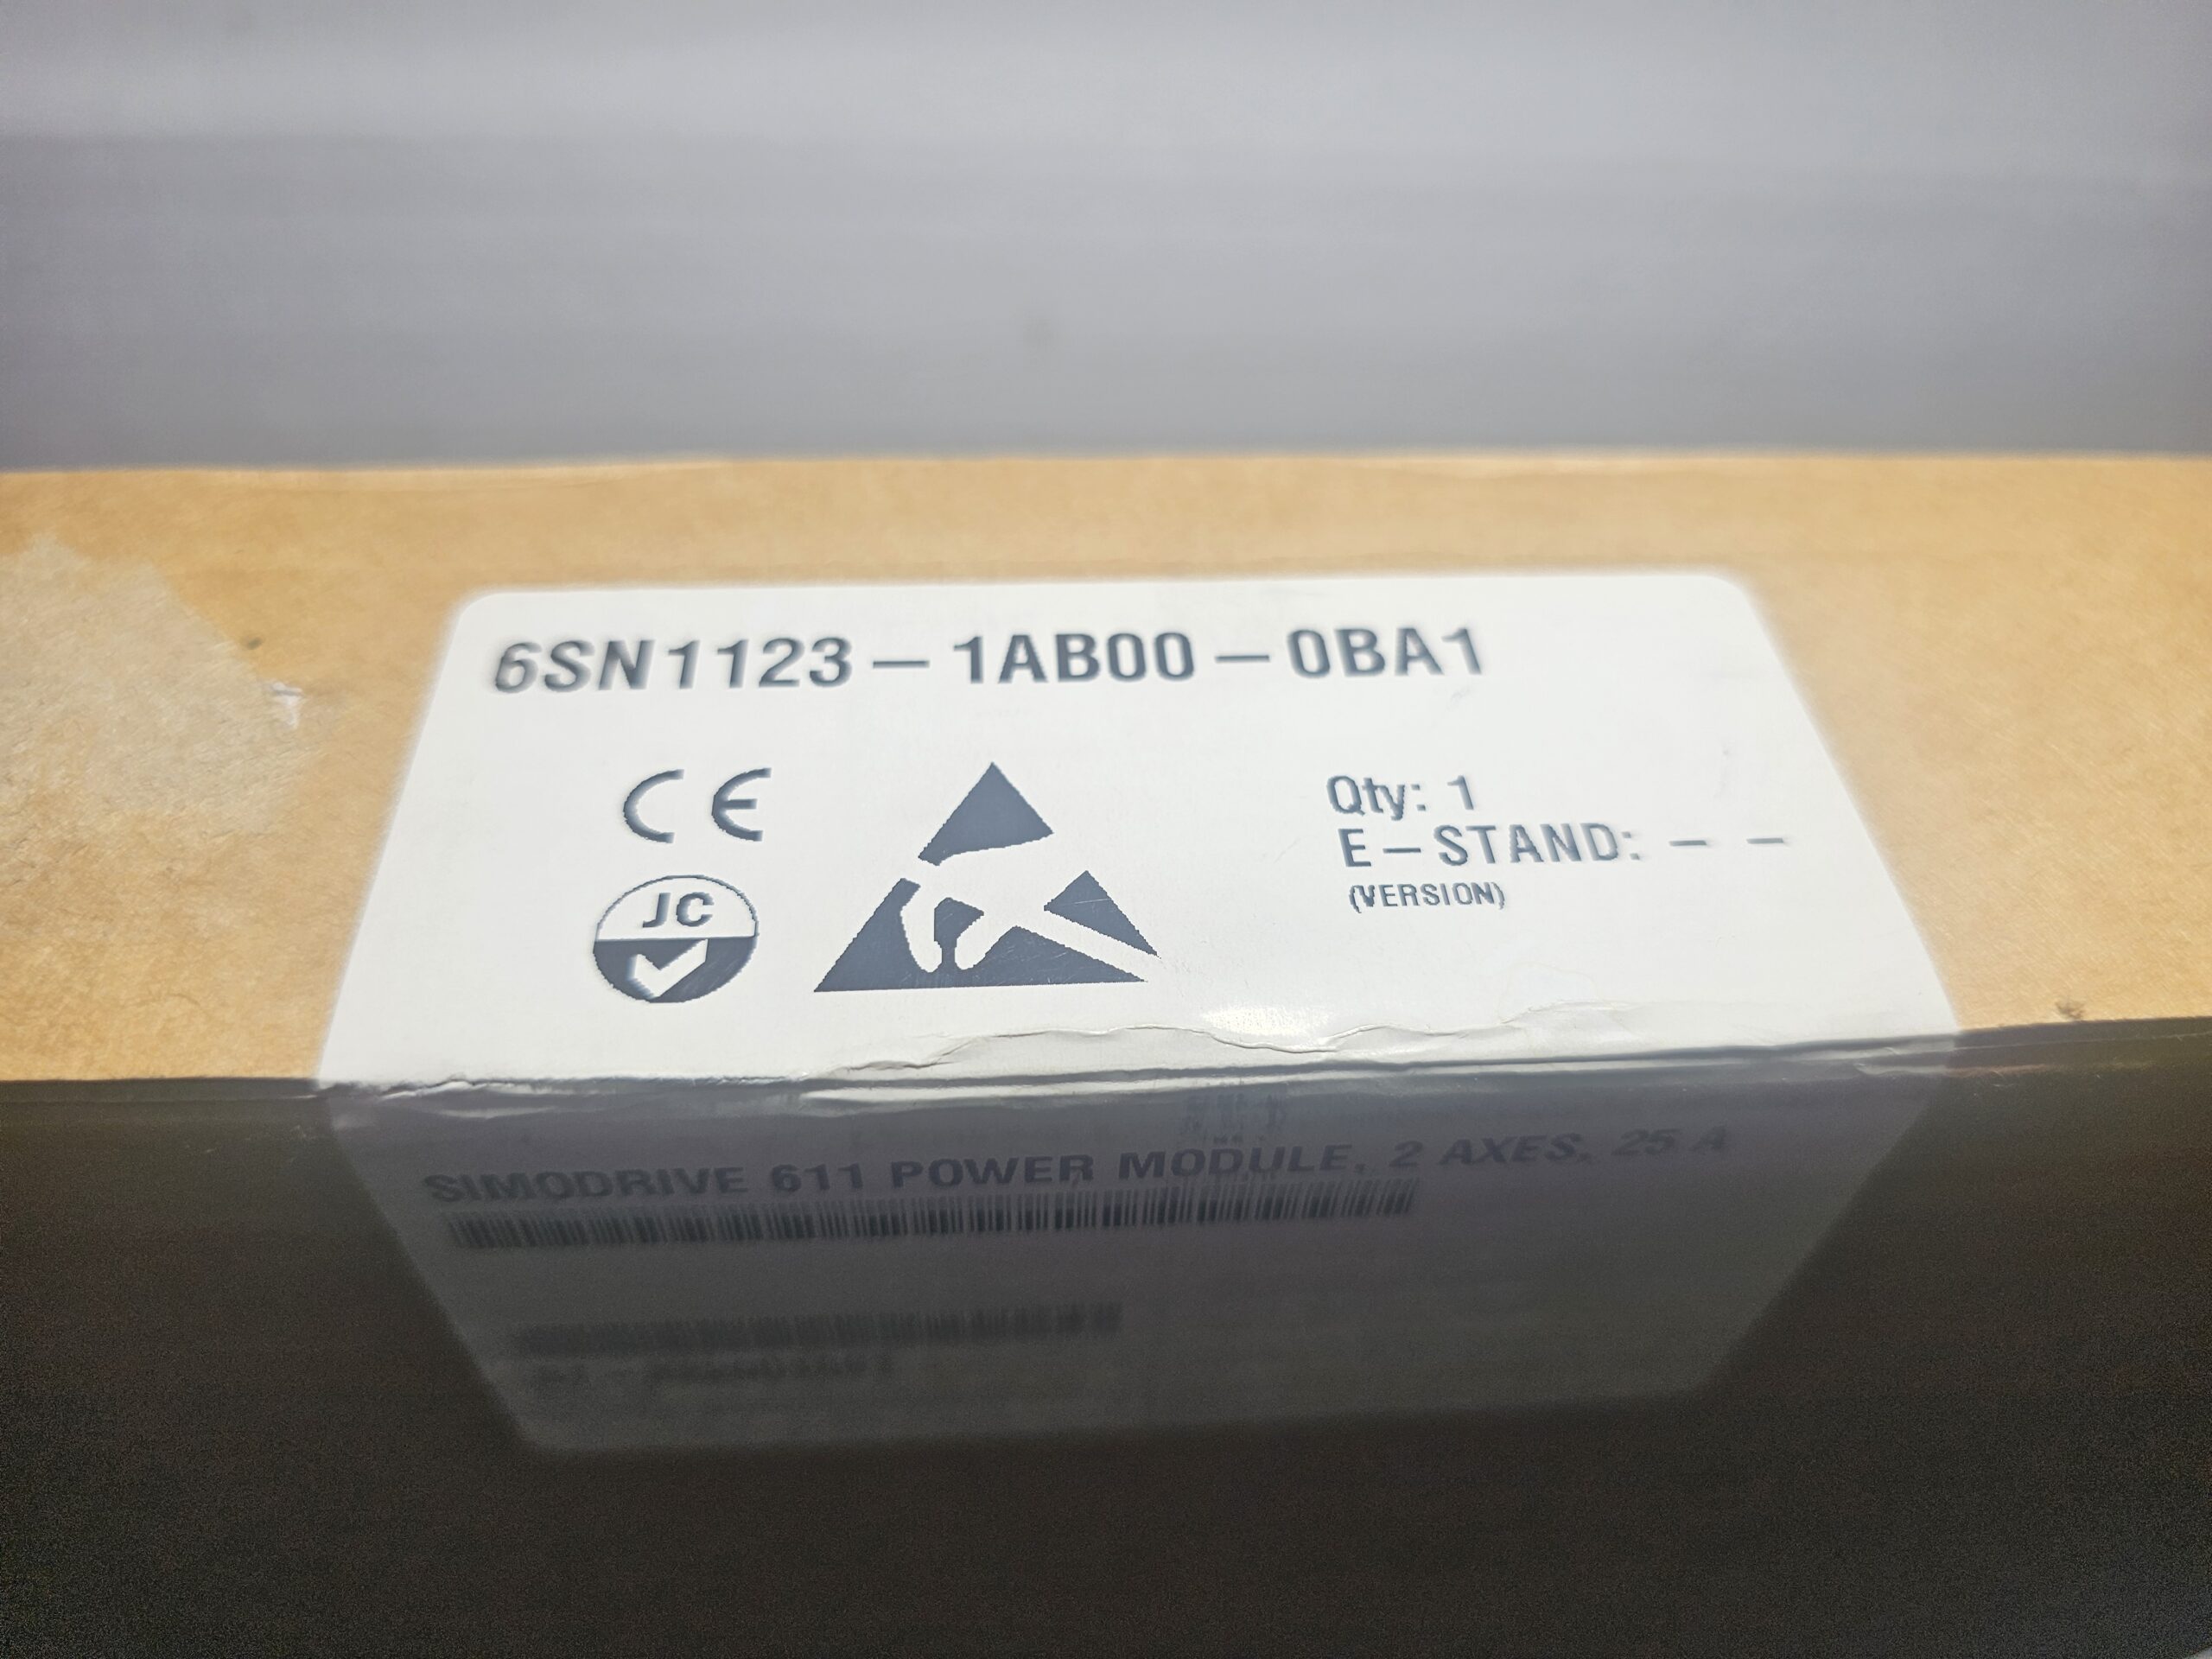 6SN1123-1AB00-0BA1
CE
JC
Qty: 1
E-STAND: - -
(VERSION)
SIMODRIVE 611 POWER MODULE, 2 AXES, 25 A